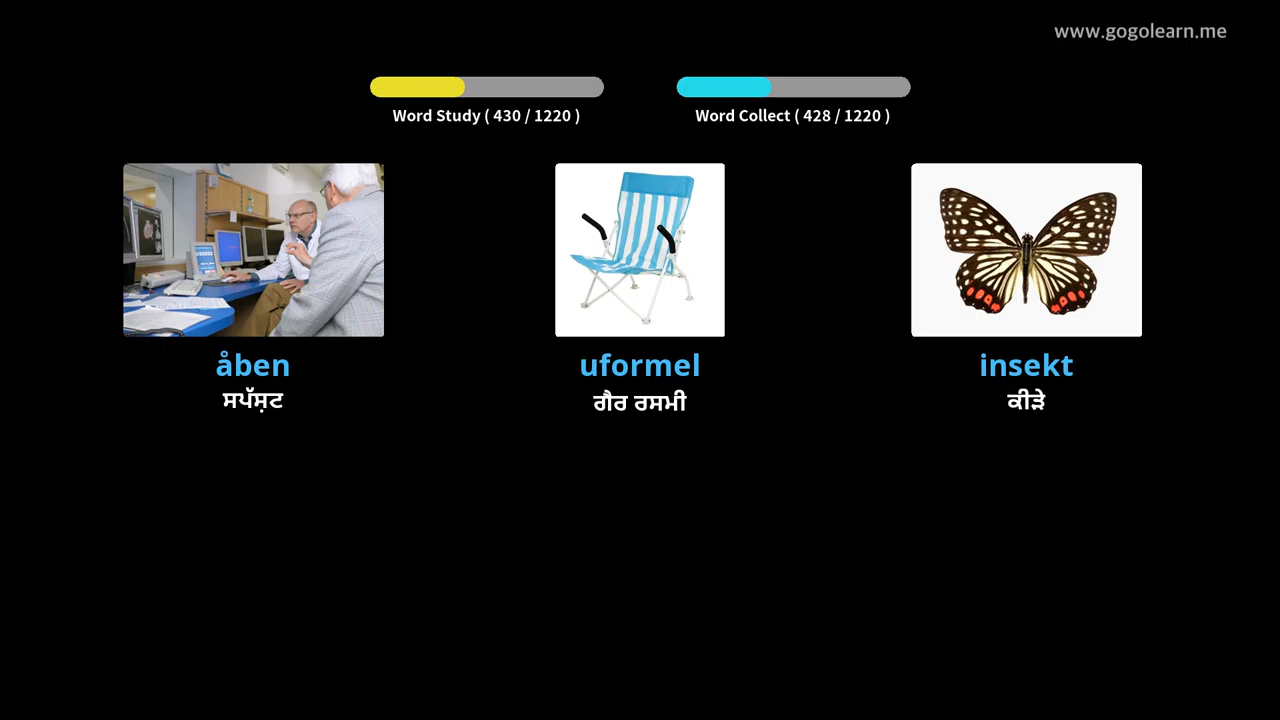 www.gogolearn.me
Word Study ( 430 / 1220 )
Word Collect ( 428 / 1220 )
åben
uformel
insekt
ਸਪੱਸ਼ਟ
ਗੈਰ ਰਸਮੀ
ਕੀੜੇ